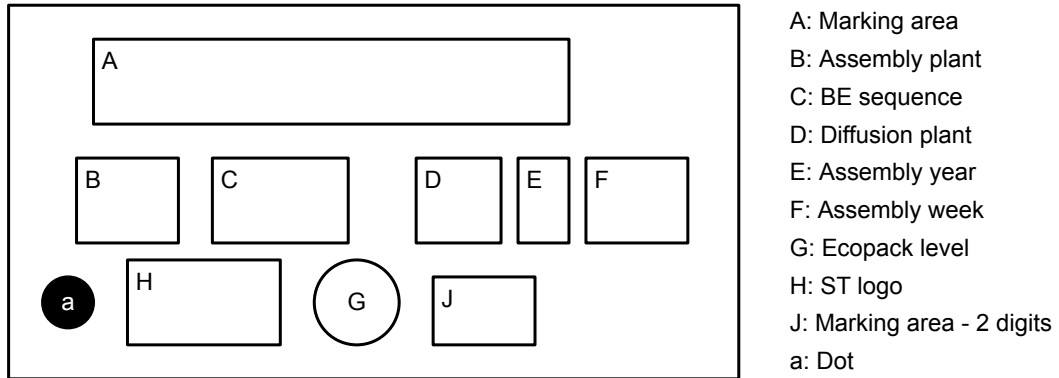 A
B
C
D
E
F
a
H
G
J
A: Marking area
B: Assembly plant
C: BE sequence
D: Diffusion plant
E: Assembly year
F: Assembly week
G: Ecopack level
H: ST logo
J: Marking area - 2 digits
a: Dot